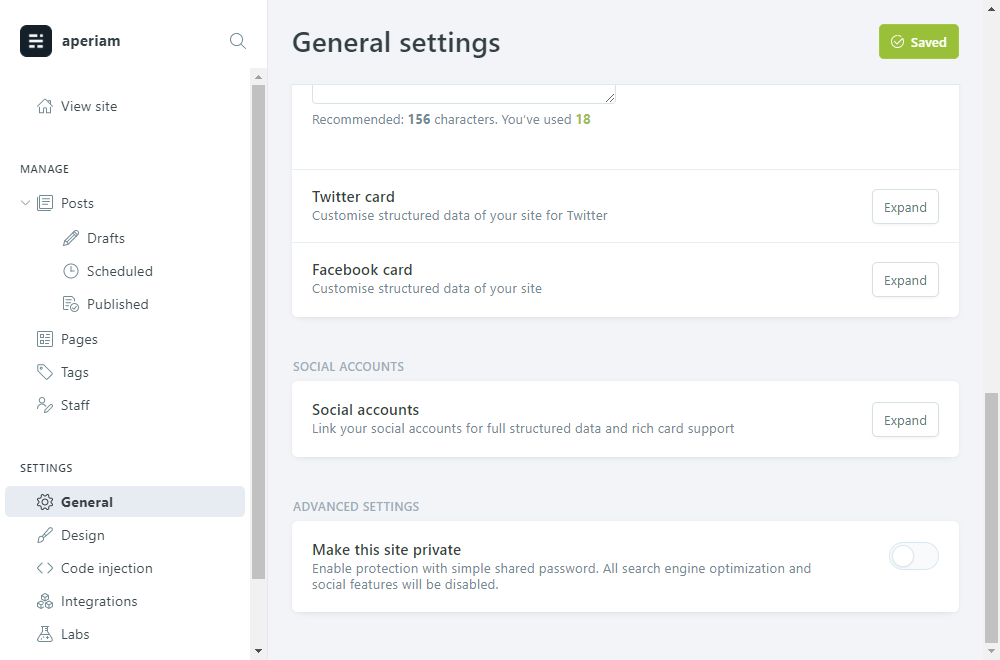 aperiam
View site
MANAGE
Posts
Drafts
Scheduled
Published
Pages
Tags
Staff
SETTINGS
General
Design
Code injection
Integrations
Labs
General settings
Saved
Recommended: 156 characters. You've used 18
Twitter card
Customise structured data of your site for Twitter
Expand
Facebook card
Customise structured data of your site
Expand
SOCIAL ACCOUNTS
Social accounts
Link your social accounts for full structured data and rich card support
Expand
ADVANCED SETTINGS
Make this site private
Enable protection with simple shared password. All search engine optimization and
social features will be disabled.